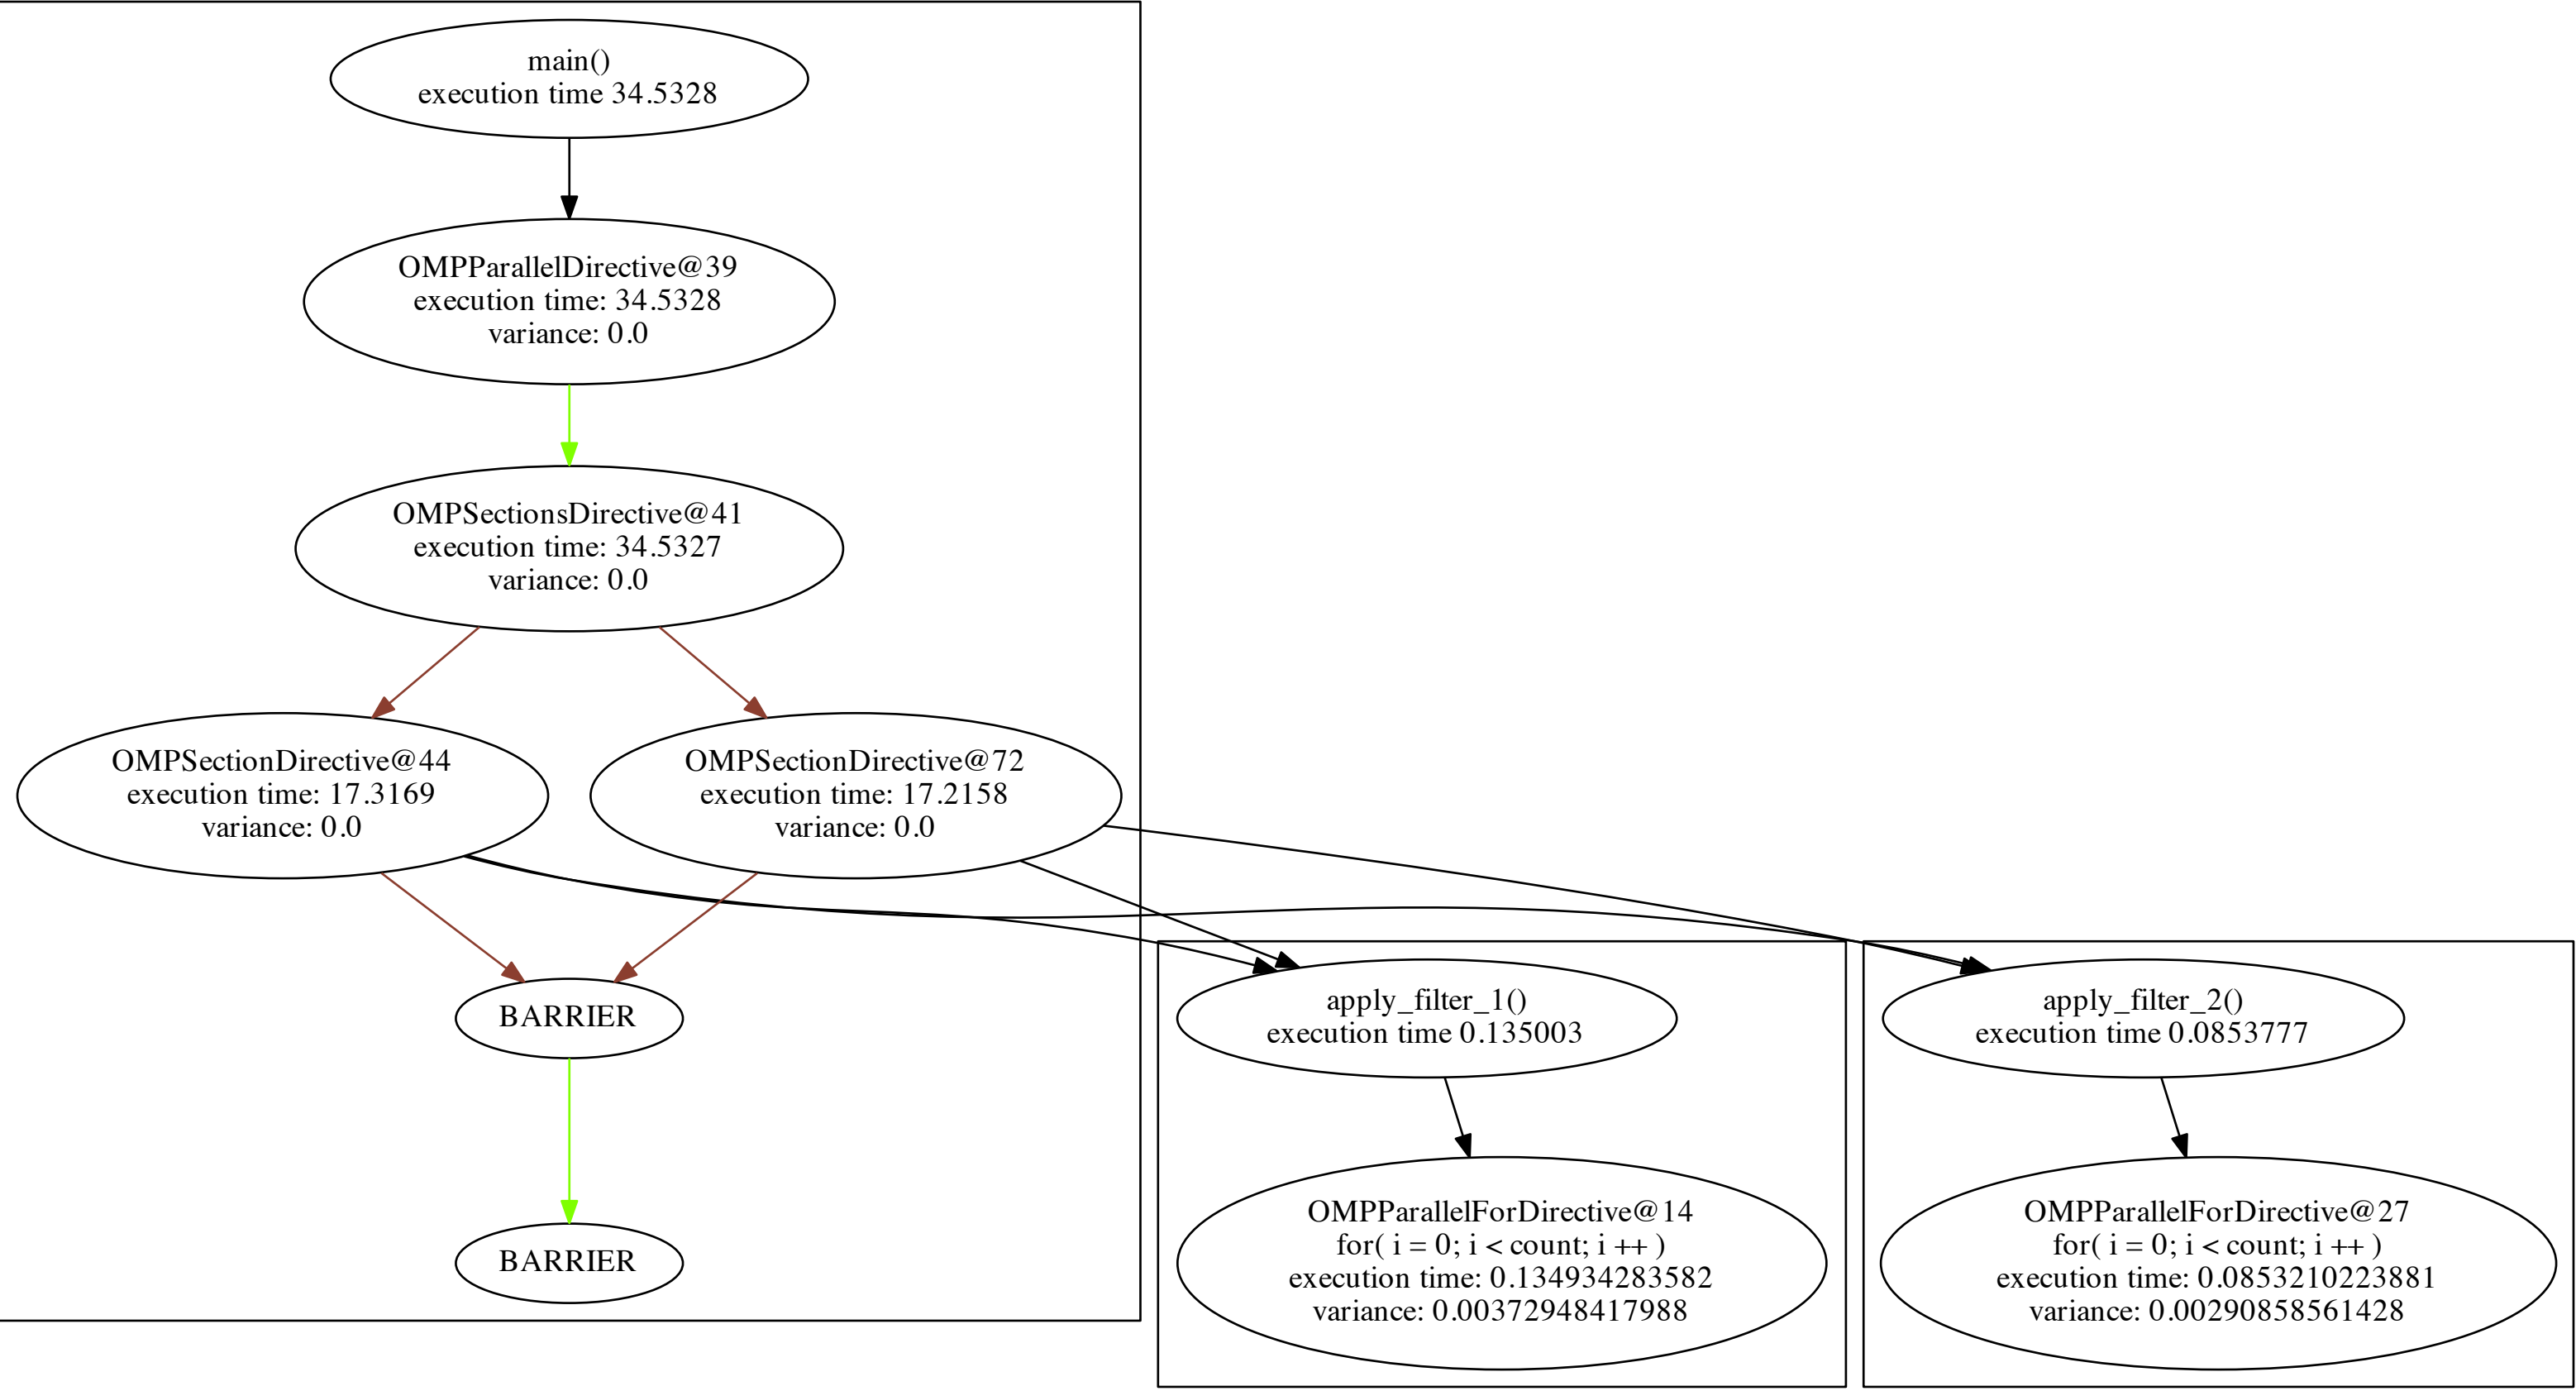 main()
execution time 34.5328
OMPParallelDirective@39
execution time: 34.5328
variance: 0.0
OMPSectionsDirective@41
execution time: 34.5327
variance: 0.0
OMPSectionDirective@44
execution time: 17.3169
variance: 0.0
OMPSectionDirective@72
execution time: 17.2158
variance: 0.0
BARRIER
apply_filter_1()
execution time 0.135003
apply_filter_2()
execution time 0.0853777
BARRIER
OMPParallelForDirective@14
for( i = 0; i < count; i ++ )
execution time: 0.134934283582
variance: 0.00372948417988
OMPParallelForDirective@27
for( i = 0; i < count; i ++ )
execution time: 0.0853210223881
variance: 0.00290858561428